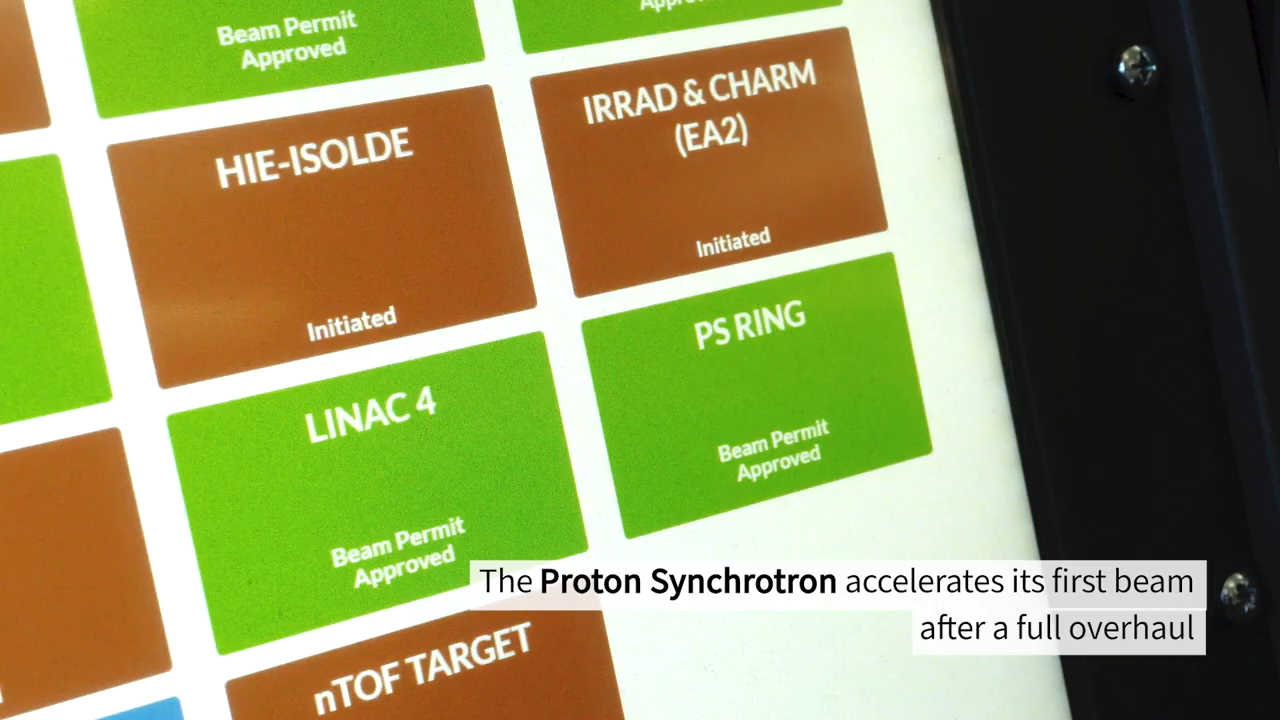 Beam Permit
Approved
HIE-ISOLDE
Initiated
IRRAD & CHARM
(EA2)
Initiated
LINAC 4
Beam Permit
Approved
PS RING
Beam Permit
Approved
nTOF TARGET
The Proton Synchrotron accelerates its first beam
after a full overhaul